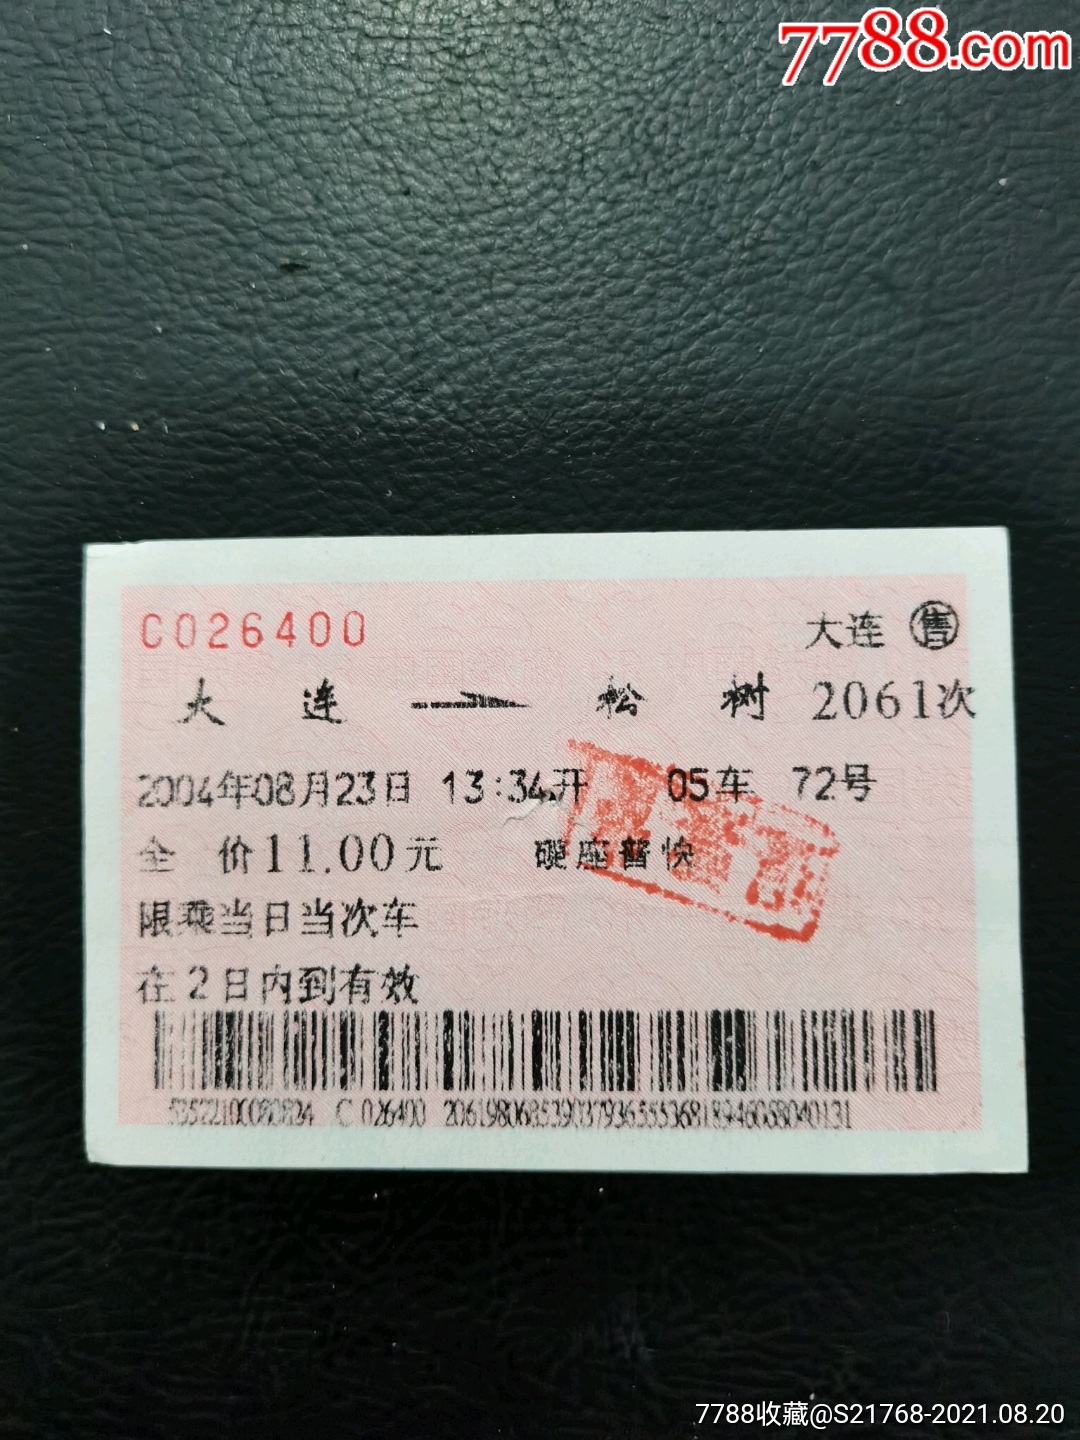 7788.com
C026400
大连 售
大连 松树 2061次
2004年08月23日 13:34开 05车 72号
全 价11.00元 硬座普快
限乘当日当次车
在2日内到有效
C 026400
7788收藏@S21768-2021.08.20